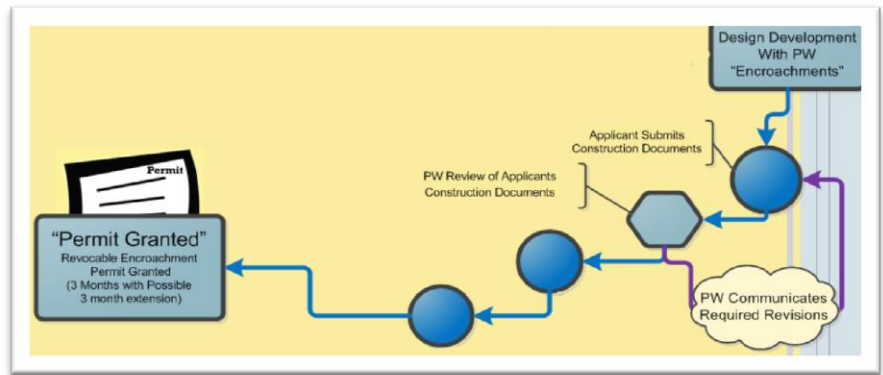 Design Development
With PW
“Encroachments”
Applicant Submits
Construction Documents
PW Review of Applicants
Construction Documents
Permit
“Permit Granted”
Revocable Encroachment
Permit Granted
(3 Months with Possible
3 month extension)
PW Communicates
Required Revisions